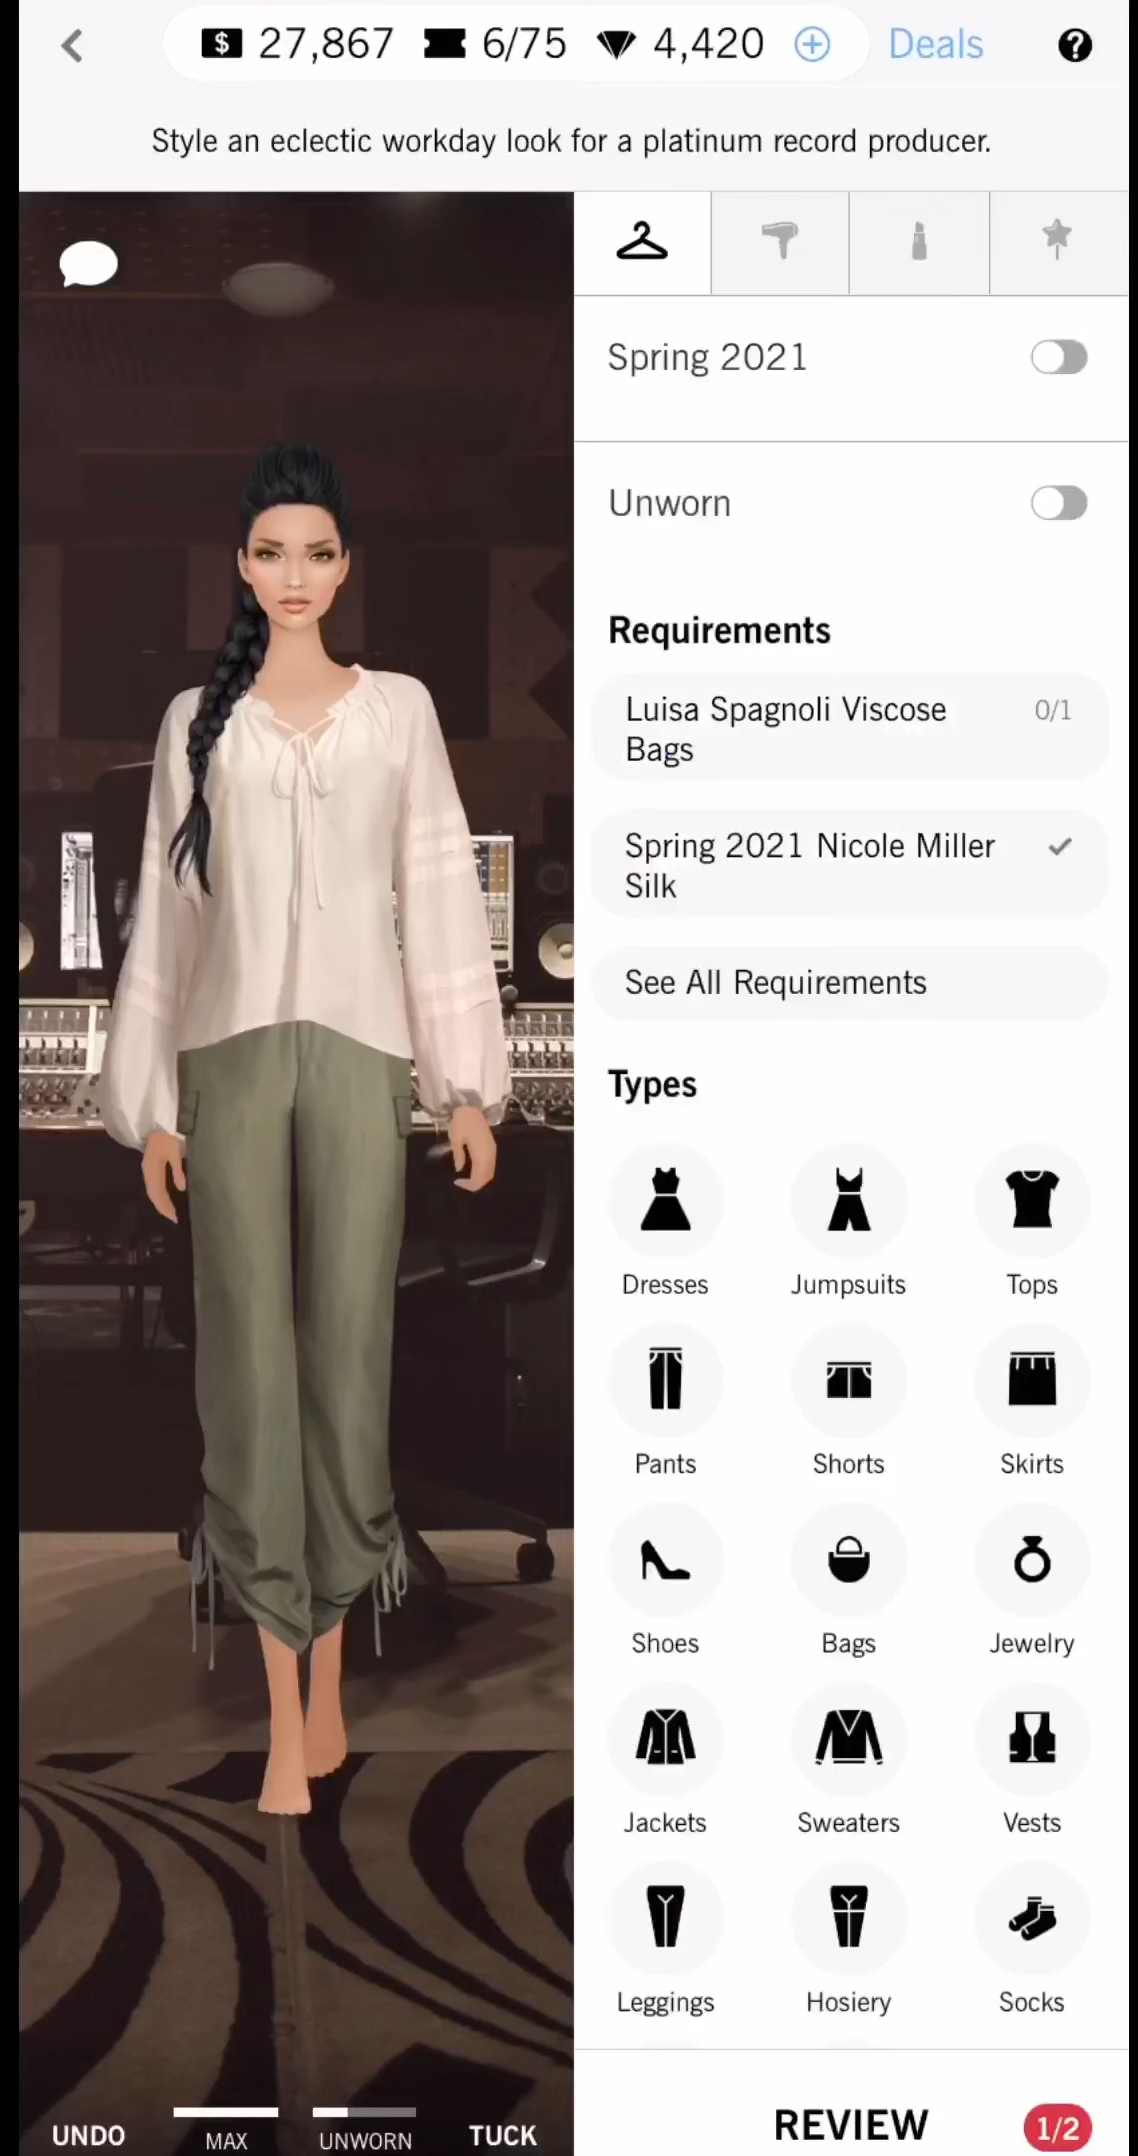 $ 27,867 6/75 4,420 + Deals ?
Style an eclectic workday look for a platinum record producer.
Spring 2021
Unworn
Requirements
Luisa Spagnoli Viscose 0/1
Bags
Spring 2021 Nicole Miller
Silk
See All Requirements
Types
Dresses Jumpsuits Tops
Pants Shorts Skirts
Shoes Bags Jewelry
Jackets Sweaters Vests
Leggings Hosiery Socks
UNDO MAX UNWORN TUCK
REVIEW 1/2